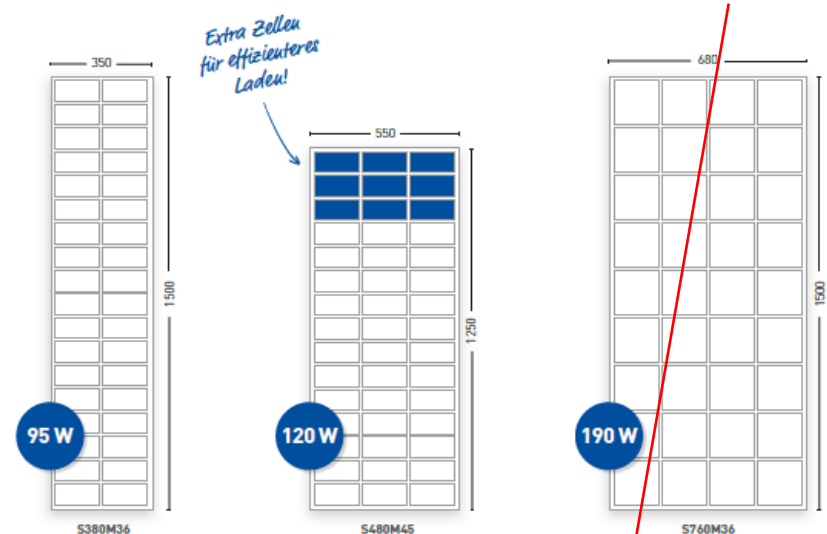 350
1500
95 W
S380M36
Extra Zellen
für effizienteres
Laden!
550
1250
120 W
S480M45
680
1500
190 W
S760M36